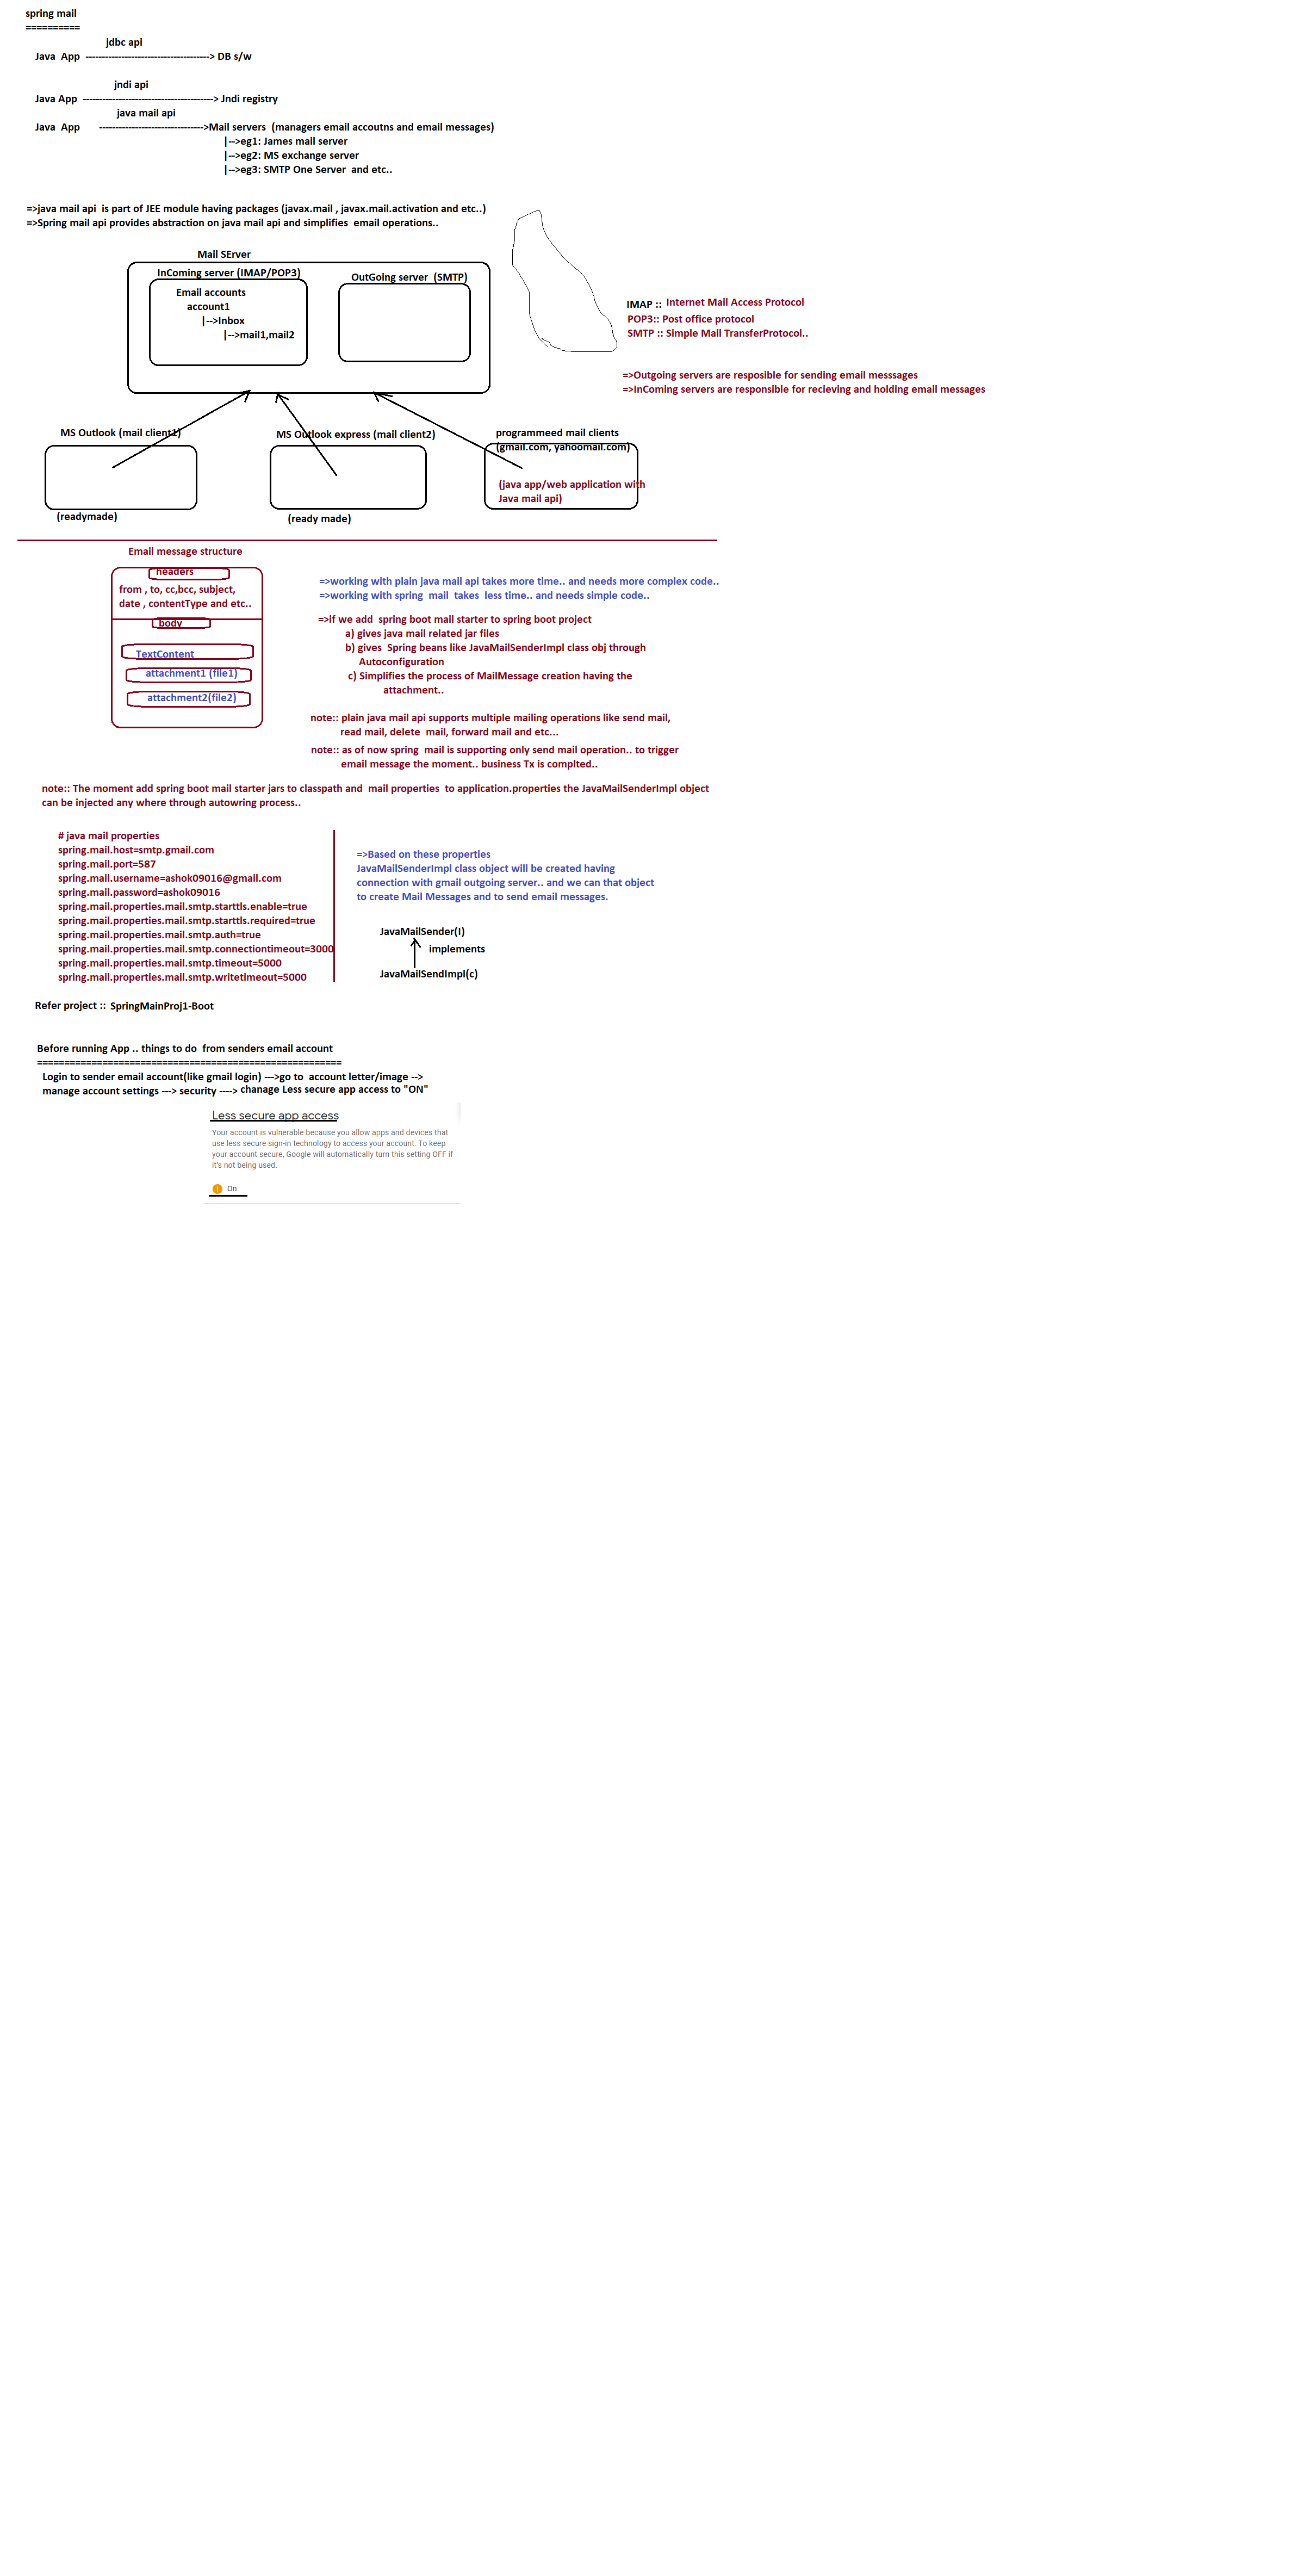 spring mail
==========
jdbc api
Java  App  --------------------------------------> DB s/w
jndi api
Java App  ----------------------------------------> Jndi registry
java mail api
Java  App       -------------------------------->Mail servers  (managers email accoutns and email messages)
|-->eg1: James mail server
|-->eg2: MS exchange server
|-->eg3: SMTP One Server  and etc..
=>java mail api  is part of JEE module having packages (javax.mail , javax.mail.activation and etc..)
=>Spring mail api provides abstraction on java mail api and simplifies  email operations..
Mail SErver
InComing server (IMAP/POP3)
OutGoing server  (SMTP)
Email accounts
account1
|-->Inbox
|-->mail1,mail2
IMAP :: Internet Mail Access Protocol
POP3:: Post office protocol
SMTP :: Simple Mail TransferProtocol..
=>Outgoing servers are resposible for sending email messsages
=>InComing servers are responsible for recieving and holding email messages
MS Outlook (mail client1)
(readymade)
MS Outlook express (mail client2)
(ready made)
programmeed mail clients
(gmail.com, yahoomail.com)
(java app/web application with
Java mail api)
Email message structure
headers
from , to, cc,bcc, subject,
date , contentType and etc..
body
TextContent
attachment1 (file1)
attachment2(file2)
=>working with plain java mail api takes more time.. and needs more complex code..
=>working with spring  mail  takes  less time.. and needs simple code..
=>if we add  spring boot mail starter to spring boot project
a) gives java mail related jar files
b) gives  Spring beans like JavaMailSenderImpl class obj through
Autoconfiguration
c) Simplifies the process of MailMessage creation having the
attachment..
note:: plain java mail api supports multiple mailing operations like send mail,
read mail, delete  mail, forward mail and etc...
note:: as of now spring  mail is supporting only send mail operation.. to trigger
email message the moment.. business Tx is complted..
note:: The moment add spring boot mail starter jars to classpath and  mail properties  to application.properties the JavaMailSenderImpl object
can be injected any where through autowring process..
# java mail properties
spring.mail.host=smtp.gmail.com
spring.mail.port=587
spring.mail.username=ashok09016@gmail.com
spring.mail.password=ashok09016
spring.mail.properties.mail.smtp.starttls.enable=true
spring.mail.properties.mail.smtp.starttls.required=true
spring.mail.properties.mail.smtp.auth=true
spring.mail.properties.mail.smtp.connectiontimeout=3000
spring.mail.properties.mail.smtp.timeout=5000
spring.mail.properties.mail.smtp.writetimeout=5000
=>Based on these properties
JavaMailSenderImpl class object will be created having
connection with gmail outgoing server.. and we can that object
to create Mail Messages and to send email messages.
JavaMailSender(I)
implements
JavaMailSendImpl(c)
Refer project :: SpringMainProj1-Boot
Before running App .. things to do  from senders email account
========================================================
Login to sender email account(like gmail login) --->go to  account letter/image -->
manage account settings ---> security ----> chanage Less secure app access to "ON"
Less secure app access
Your account is vulnerable because you allow apps and devices that
use less secure sign-in technology to access your account. To keep
your account secure, Google will automatically turn this setting OFF if
it's not being used.
! On